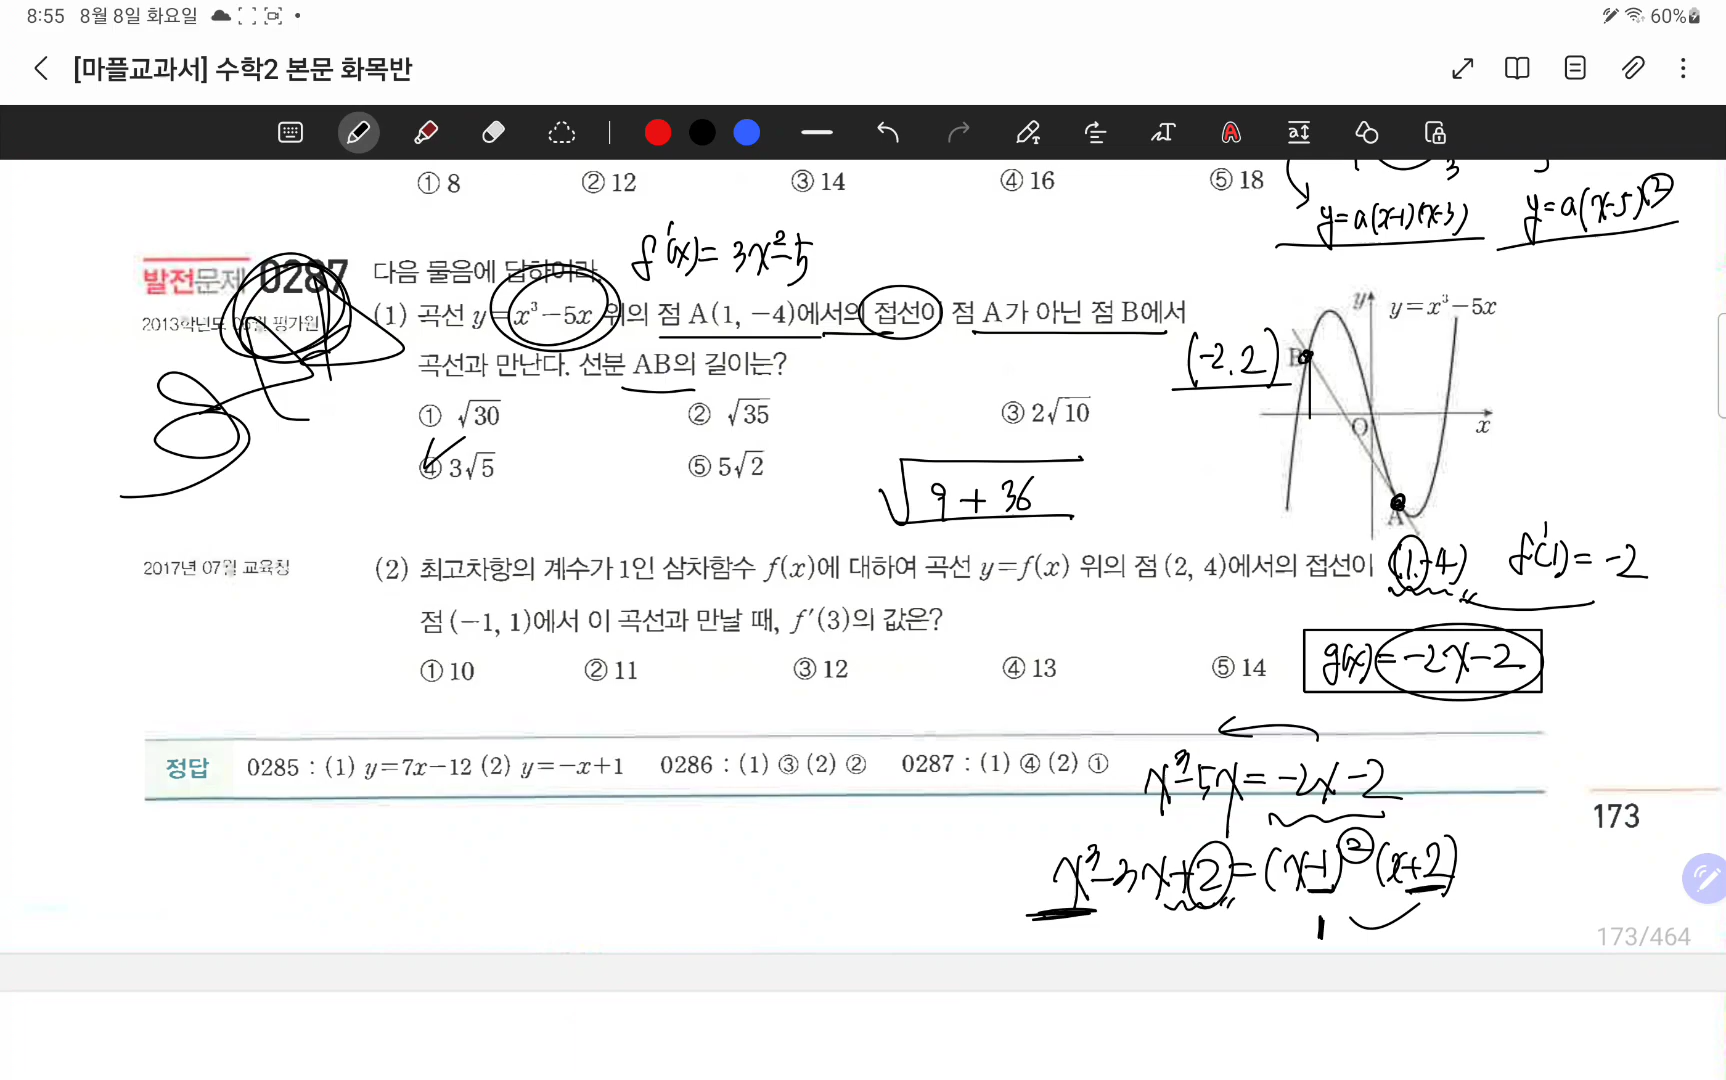 8:55 8월 8일 화요일
60%
[마플교과서] 수학2 본문 화목반
① 8 ② 12 ③ 14 ④ 16 ⑤ 18
y=a(x-1)(x-3) y=a(x-5)²
f'(x)=3x²-5
발전문제 0287 다음 물음에 답하여라.
2013학년도 06월 평가원
(1) 곡선 y=x³-5x 위의 점 A(1, -4)에서의 접선이 점 A가 아닌 점 B에서
곡선과 만난다. 선분 AB의 길이는?
① √30 ② √35 ③ 2√10
④ 3√5 ⑤ 5√2
√9+36
y y=x³-5x
(-2.2) B
O x
A
(1.-4) f'(1)=-2
2017년 07월 교육청
(2) 최고차항의 계수가 1인 삼차함수 f(x)에 대하여 곡선 y=f(x) 위의 점 (2, 4)에서의 접선이
점 (-1, 1)에서 이 곡선과 만날 때, f′(3)의 값은?
① 10 ② 11 ③ 12 ④ 13 ⑤ 14
g(x)=-2x-2
정답 0285 : (1) y=7x-12 (2) y=-x+1 0286 : (1) ③ (2) ② 0287 : (1) ④ (2) ①
x³-5x=-2x-2
x³-3x+2=(x-1)²(x+2)
1
173
173/464